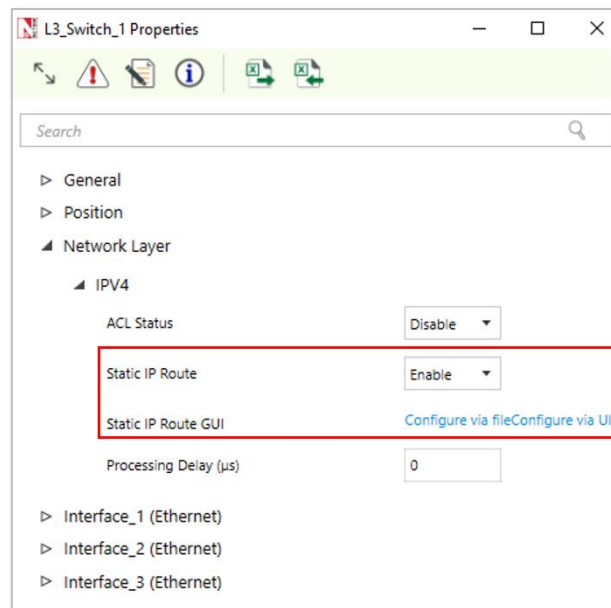 L3_Switch_1 Properties
Search
General
Position
Network Layer
IPV4
ACL Status Disable
Static IP Route Enable
Static IP Route GUI Configure via fileConfigure via UI
Processing Delay (µs) 0
Interface_1 (Ethernet)
Interface_2 (Ethernet)
Interface_3 (Ethernet)